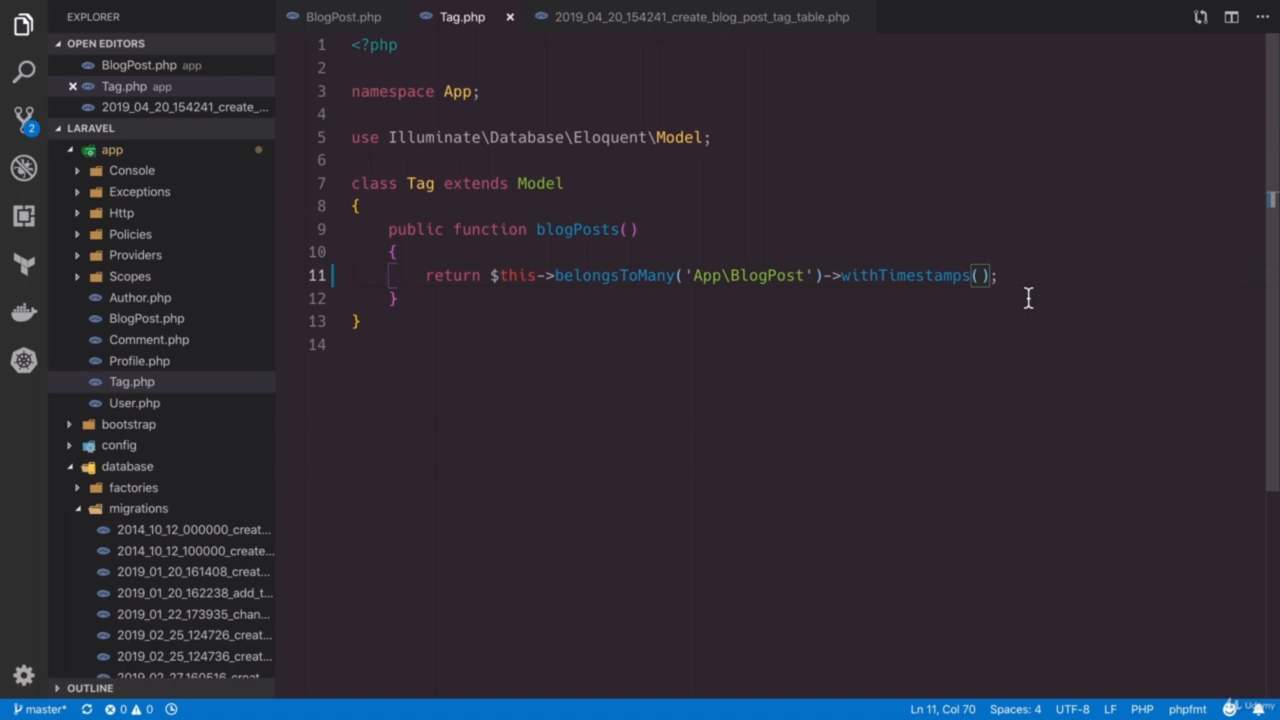 EXPLORER
OPEN EDITORS
BlogPost.php app
Tag.php app
2019_04_20_154241_create_...
2
LARAVEL
app
Console
Exceptions
Http
Policies
Providers
Scopes
Author.php
BlogPost.php
Comment.php
Profile.php
Tag.php
User.php
bootstrap
config
database
factories
migrations
2014_10_12_000000_creat...
2014_10_12_100000_create...
2019_01_20_161408_creat...
2019_01_20_162238_add_t...
2019_01_22_173935_chan...
2019_02_25_124726_creat...
2019_02_25_124736_creat...
2019_02_27_160516_creat...
OUTLINE
BlogPost.php Tag.php 2019_04_20_154241_create_blog_post_tag_table.php
1 <?php
2
3 namespace App;
4
5 use Illuminate\Database\Eloquent\Model;
6
7 class Tag extends Model
8 {
9 public function blogPosts()
10 {
11 return $this->belongsToMany('App\BlogPost')->withTimestamps();
12 }
13 }
14
master* 0 0 Ln 11, Col 70 Spaces: 4 UTF-8 LF PHP phpfmt
Udemy